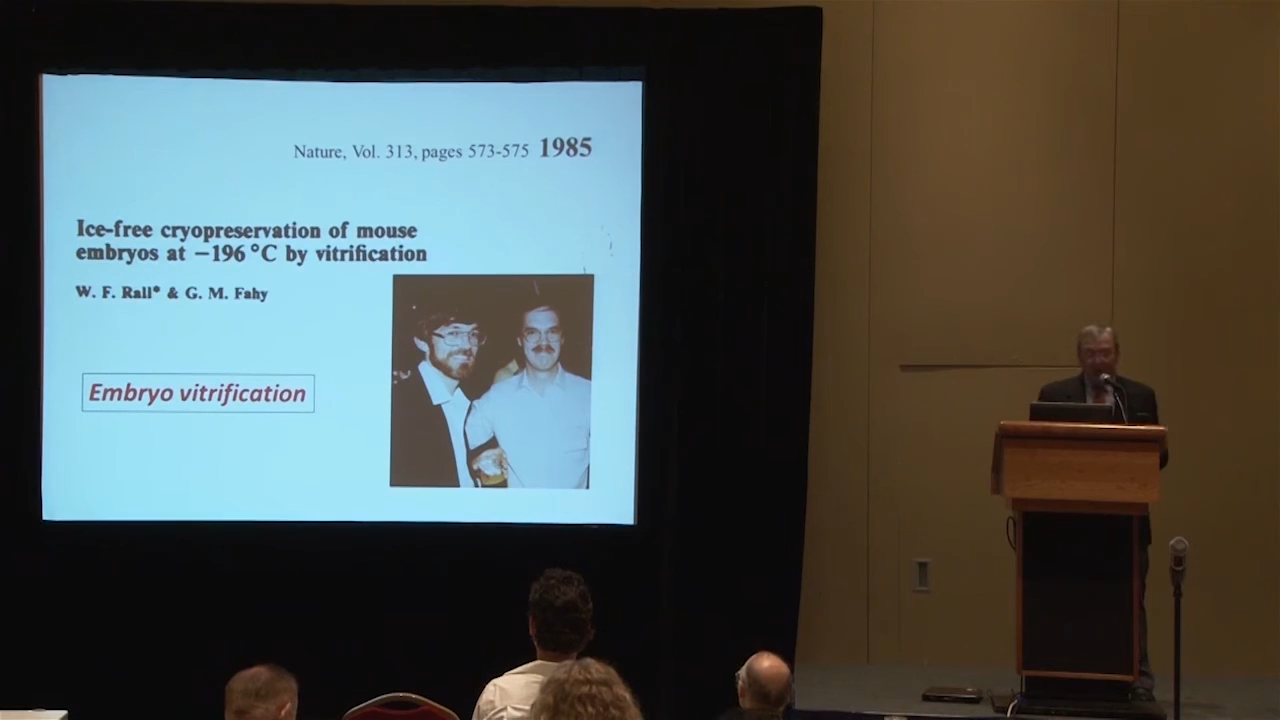 Nature, Vol. 313, pages 573-575 1985
Ice-free cryopreservation of mouse
embryos at −196 °C by vitrification
W. F. Rall* & G. M. Fahy
Embryo vitrification